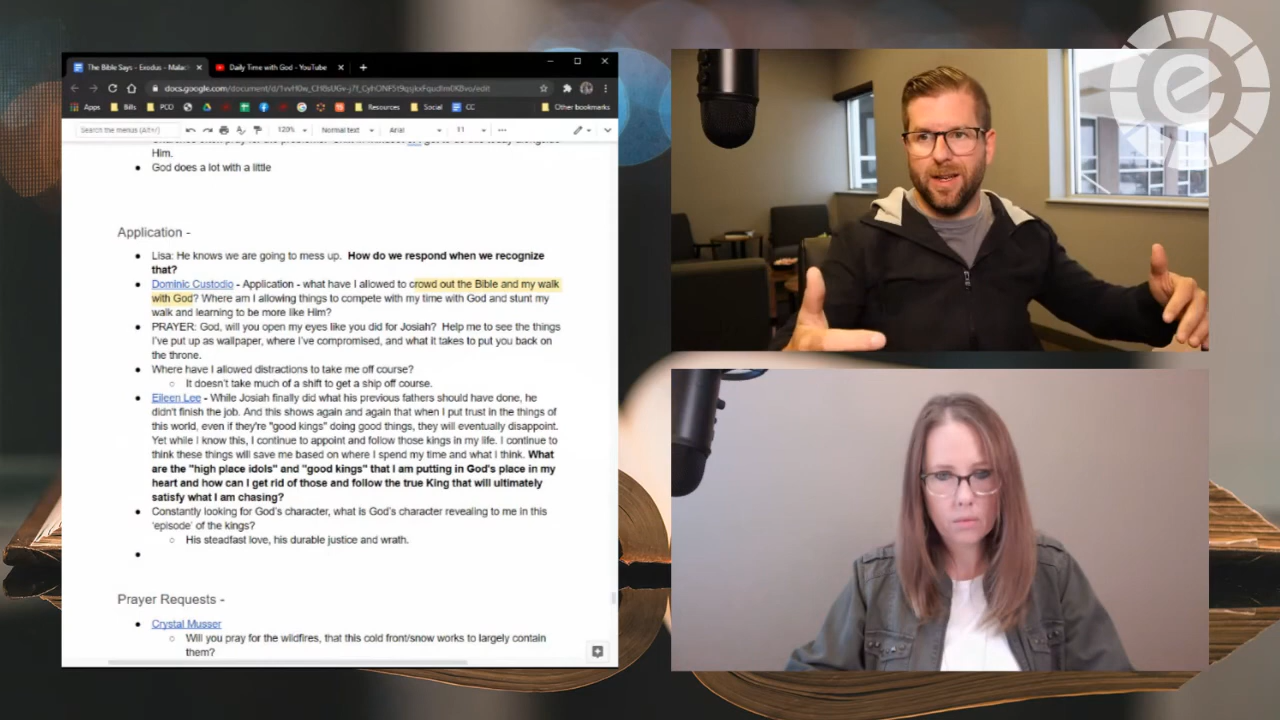 The Bible Says - Exodus - Malac
Daily Time with God - YouTube
Apps
Bills
PCO
Resources
Social
CC
Other bookmarks
Search the menus (Alt+/)
120%
Normal text
Arial
11
Him.
God does a lot with a little
Application -
Lisa: He knows we are going to mess up. How do we respond when we recognize
that?
Dominic Custodio - Application - what have I allowed to crowd out the Bible and my walk
with God? Where am I allowing things to compete with my time with God and stunt my
walk and learning to be more like Him?
PRAYER: God, will you open my eyes like you did for Josiah? Help me to see the things
I've put up as wallpaper, where I've compromised, and what it takes to put you back on
the throne.
Where have I allowed distractions to take me off course?
It doesn't take much of a shift to get a ship off course.
Eileen Lee - While Josiah finally did what his previous fathers should have done, he
didn't finish the job. And this shows again and again that when I put trust in the things of
this world, even if they're "good kings" doing good things, they will eventually disappoint.
Yet while I know this, I continue to appoint and follow those kings in my life. I continue to
think these things will save me based on where I spend my time and what I think. What
are the "high place idols" and "good kings" that I am putting in God's place in my
heart and how can I get rid of those and follow the true King that will ultimately
satisfy what I am chasing?
Constantly looking for God's character, what is God's character revealing to me in this
'episode' of the kings?
His steadfast love, his durable justice and wrath.
Prayer Requests -
Crystal Musser
Will you pray for the wildfires, that this cold front/snow works to largely contain
them?
e